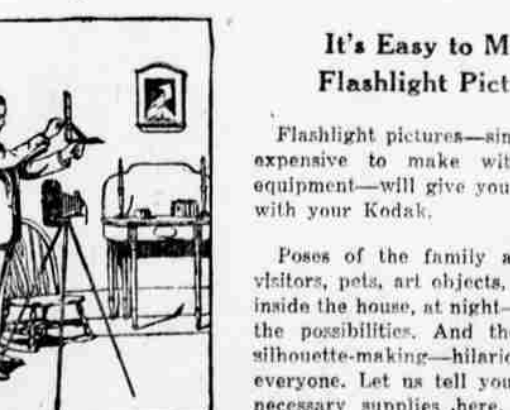 It's Easy to M
Flashlight Pict
Flashlight pictures—sin
expensive to make wit
equipment—will give you
with your Kodak.
Poses of the family a
visitors, pets, art objects,
inside the house, at night—
the possibilities. And th
silhouette-making—hilario
everyone. Let us tell you
necessary supplies here.